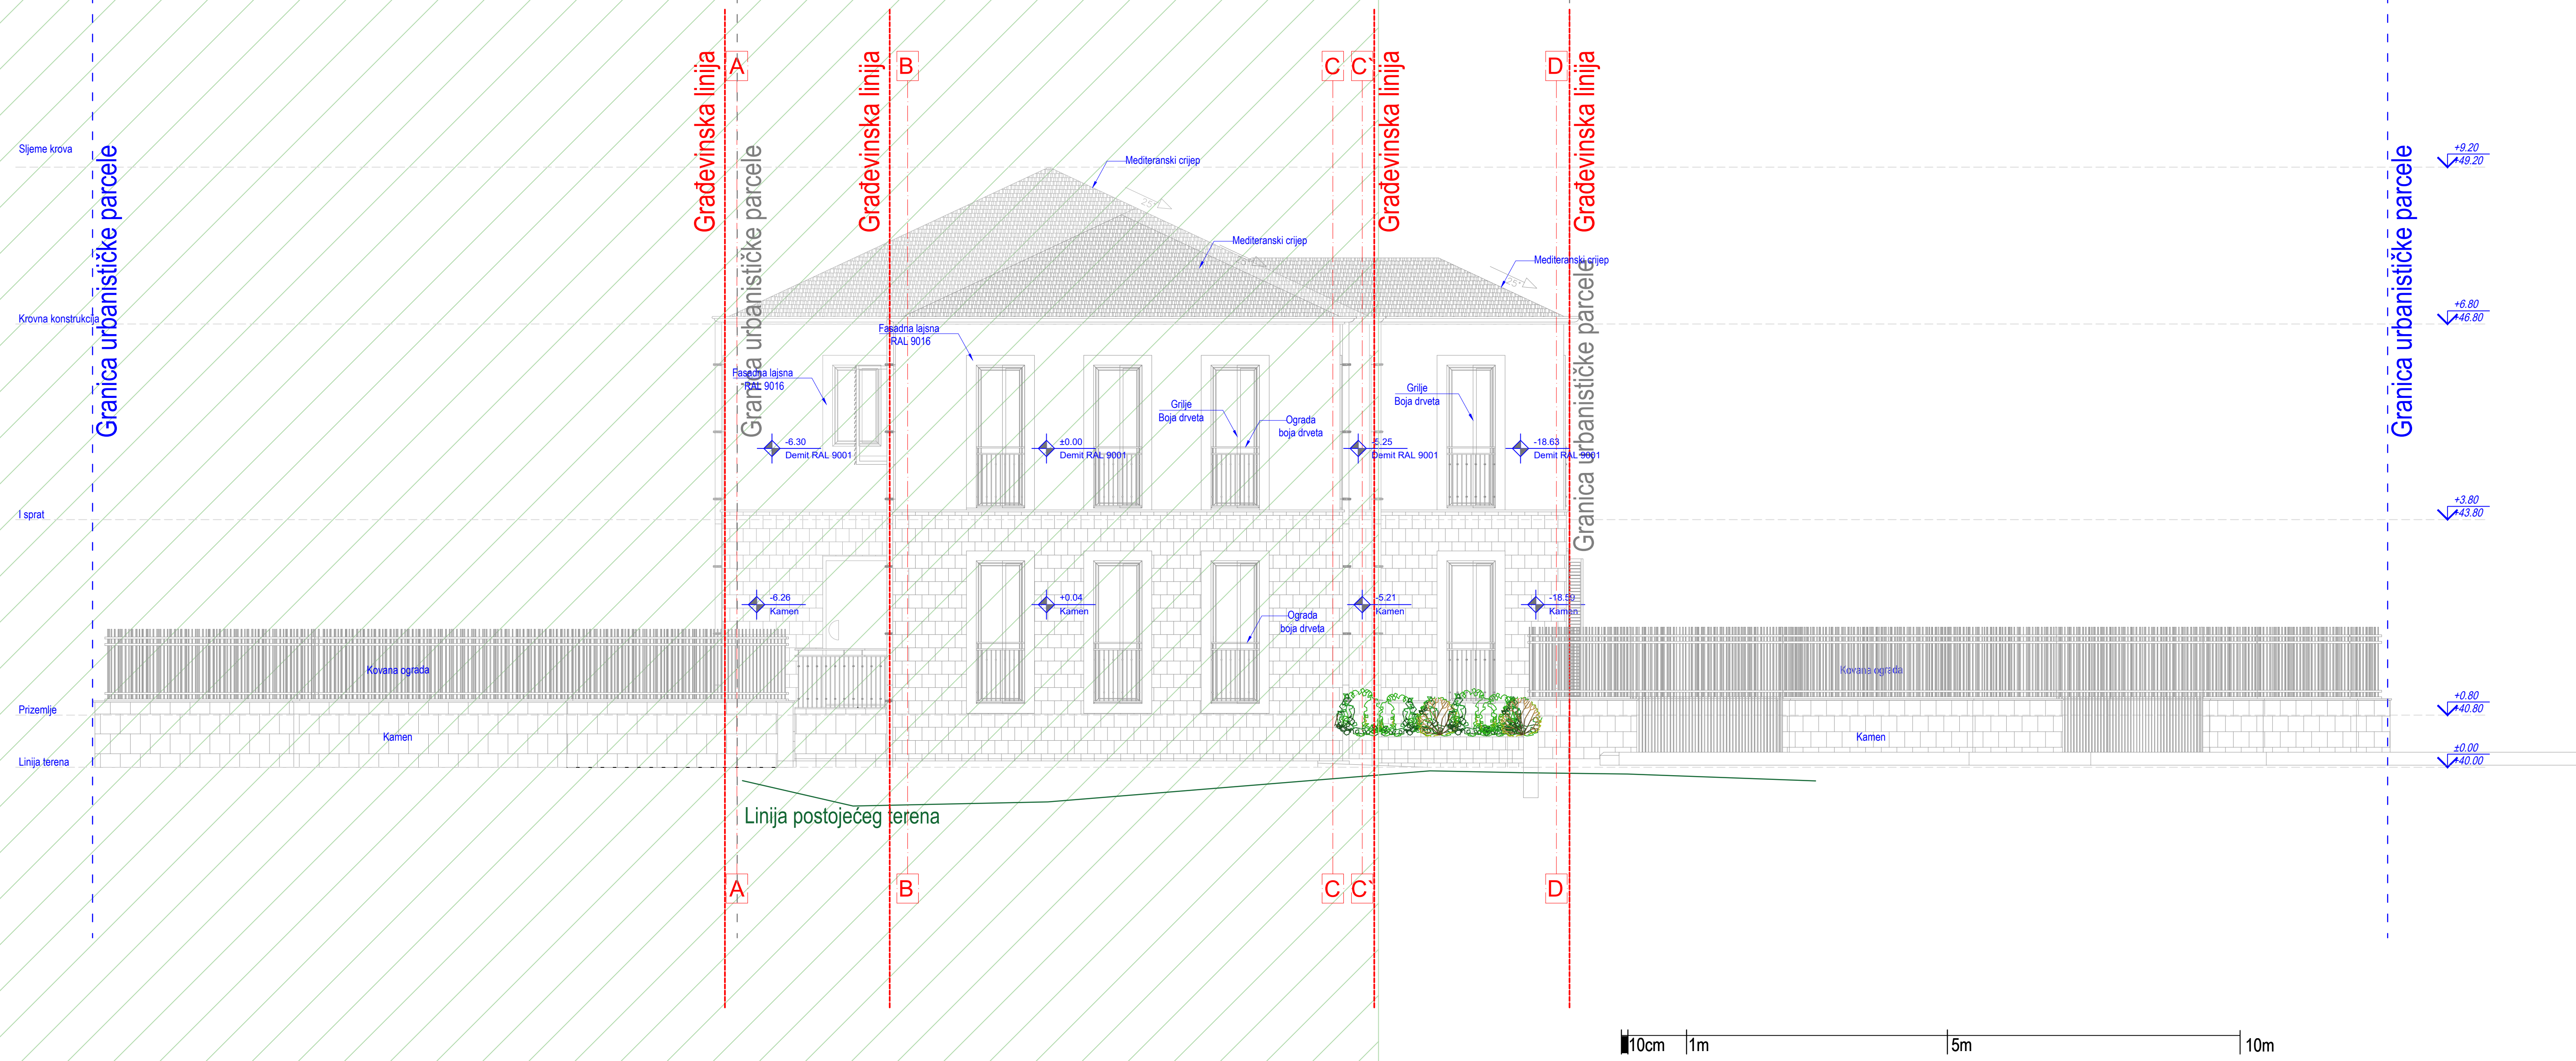 Građevinska linija
A
Građevinska linija
B
C
C`
Građevinska linija
D
Građevinska linija
Sljeme krova
Granica urbanističke parcele
Granica urbanističke parcele
Mediteranski crijep
25°
+9.20
+49.20
Granica urbanističke parcele
Mediteranski crijep
Mediteranski crijep
25°
Granica urbanističke parcele
Krovna konstrukcija
+6.80
+46.80
Fasadna lajsna
RAL 9016
Fasadna lajsna
RAL 9016
Grilje
Boja drveta
Grilje
Boja drveta
Ograda
boja drveta
-6.30
Demit RAL 9001
±0.00
Demit RAL 9001
-5.25
Demit RAL 9001
-18.63
Demit RAL 9001
I sprat
+3.80
+43.80
-6.26
Kamen
+0.04
Kamen
-5.21
Kamen
-18.59
Kamen
Ograda
boja drveta
Kovana ograda
Kovana ograda
Prizemlje
+0.80
+40.80
Kamen
Kamen
Linija terena
±0.00
+40.00
Linija postojećeg terena
A
B
C
C`
D
10cm
1m
5m
10m